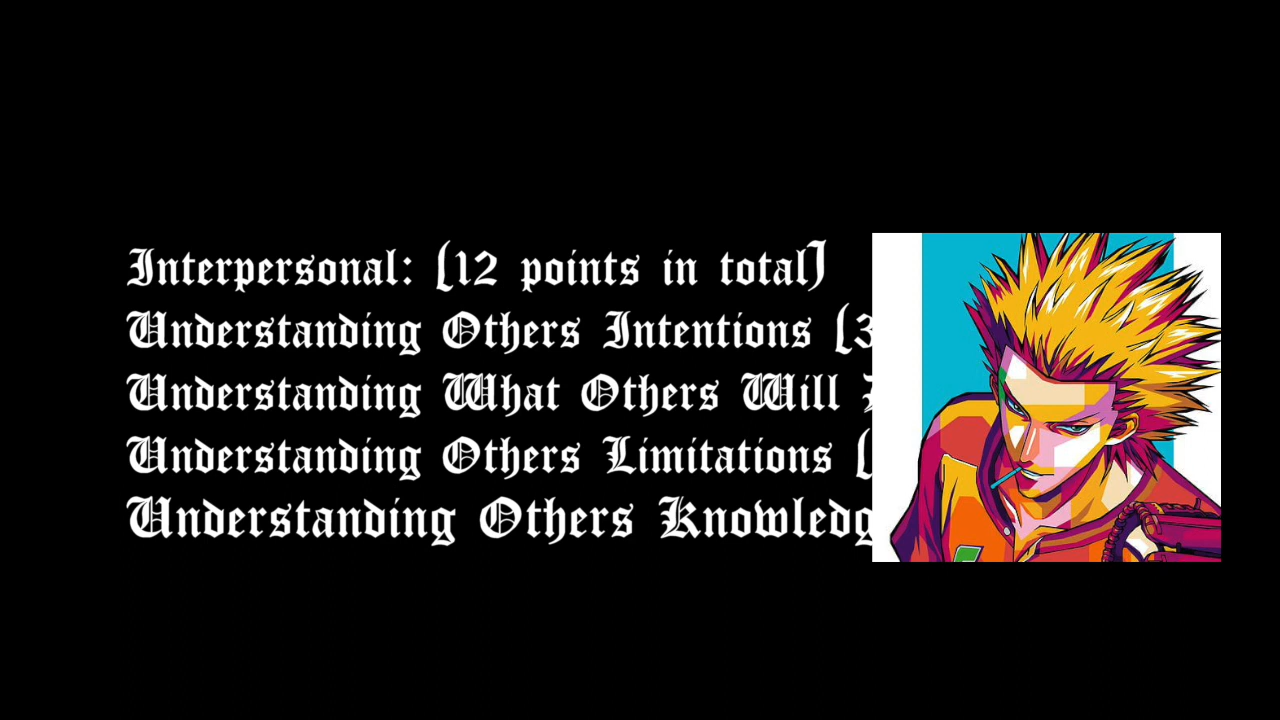 Interpersonal: (12 points in total)
Understanding Others Intentions (3
Understanding What Others Will
Understanding Others Limitations (
Understanding Others Knowledg